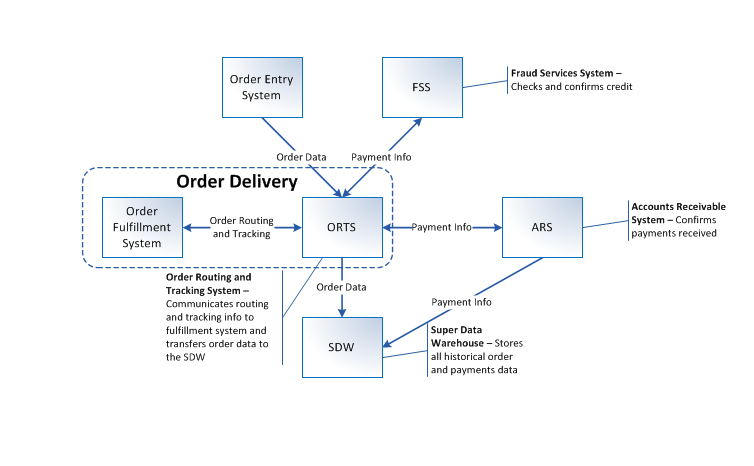 Order Entry
System
FSS
Fraud Services System –
Checks and confirms credit
Order Data
Payment Info
Order Delivery
Order
Fulfillment
System
Order Routing
and Tracking
ORTS
Payment Info
ARS
Accounts Receivable
System – Confirms
payments received
Order Routing and
Tracking System –
Communicates routing
and tracking info to
fulfillment system and
transfers order data to
the SDW
Order Data
Payment Info
SDW
Super Data
Warehouse – Stores
all historical order
and payments data